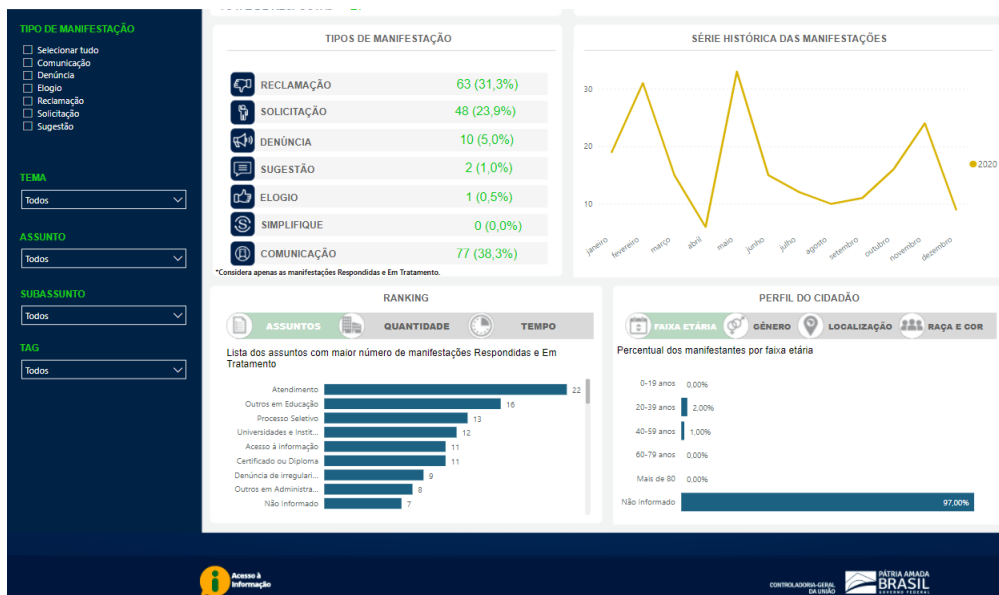 TIPO DE MANIFESTAÇÃO
Selecionar tudo
Comunicação
Denúncia
Elogio
Reclamação
Solicitação
Sugestão
TEMA
Todos
ASSUNTO
Todos
SUBASSUNTO
Todos
TAG
Todos
TIPOS DE MANIFESTAÇÃO
RECLAMAÇÃO 63 (31,3%)
SOLICITAÇÃO 48 (23,9%)
DENÚNCIA 10 (5,0%)
SUGESTÃO 2 (1,0%)
ELOGIO 1 (0,5%)
SIMPLIFIQUE 0 (0,0%)
COMUNICAÇÃO 77 (38,3%)
*Considera apenas as manifestações Respondidas e Em Tratamento.
SÉRIE HISTÓRICA DAS MANIFESTAÇÕES
30
20
10
2020
janeiro fevereiro março abril maio junho julho agosto setembro outubro novembro dezembro
RANKING
ASSUNTOS QUANTIDADE TEMPO
Lista dos assuntos com maior número de manifestações Respondidas e Em
Tratamento
Atendimento 22
Outros em Educação 16
Processo Seletivo 13
Universidades e Instit... 12
Acesso à informação 11
Certificado ou Diploma 11
Denúncia de irregulari... 9
Outros em Administra... 8
Não Informado 7
PERFIL DO CIDADÃO
FAIXA ETÁRIA GÊNERO LOCALIZAÇÃO RAÇA E COR
Percentual dos manifestantes por faixa etária
0-19 anos 0,00%
20-39 anos 2,00%
40-59 anos 1,00%
60-79 anos 0,00%
Mais de 80 0,00%
Não Informado 97,00%
Acesso à
Informação
CONTROLADORIA-GERAL
DA UNIÃO
PÁTRIA AMADA
BRASIL
GOVERNO FEDERAL